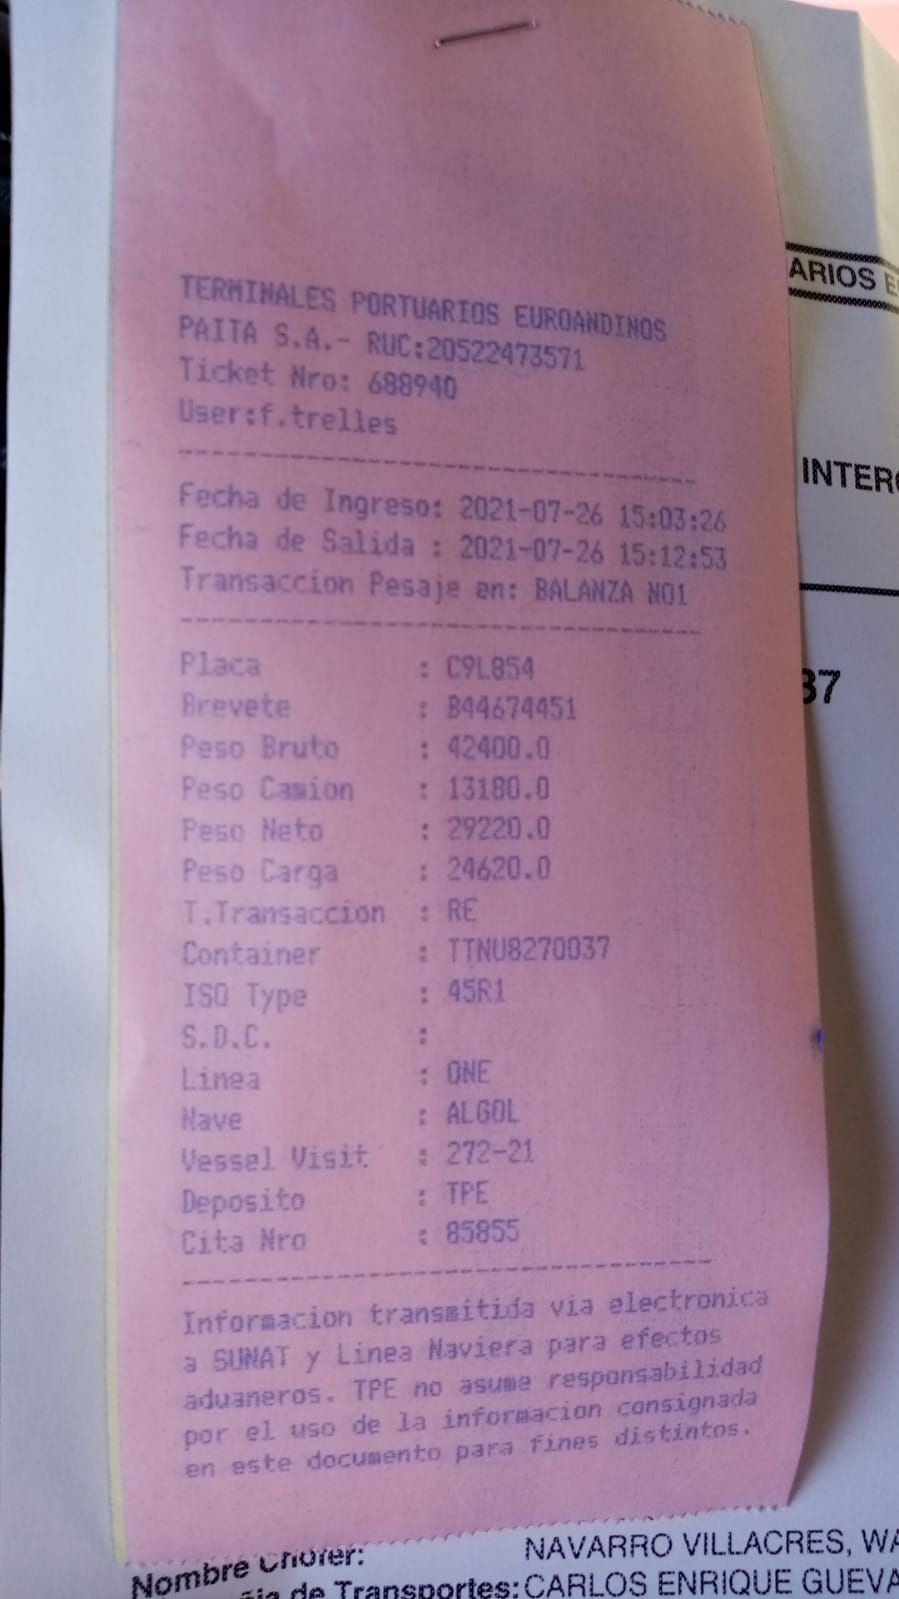 TERMINALES PORTUARIOS EUROANDINOS
PAITA S.A.- RUC:20522473571
Ticket Nro: 688940
User:f.trelles
Fecha de Ingreso: 2021-07-26 15:03:26
Fecha de Salida : 2021-07-26 15:12:53
Transaccion Pesaje en: BALANZA NO1
Placa : C9L854
Brevete : B44674451
Peso Bruto : 42400.0
Peso Camion : 13180.0
Peso Neto : 29220.0
Peso Carga : 24620.0
T.Transaccion : RE
Container : TTNU8270037
ISO Type : 45R1
S.D.C. :
Linea : ONE
Nave : ALGOL
Vessel Visit : 272-21
Deposito : TPE
Cita Nro : 85855
Informacion transmitida via electronica
a SUNAT y Linea Naviera para efectos
aduaneros. TPE no asume responsabilidad
por el uso de la informacion consignada
en este documento para fines distintos.
ARIOS E
INTER
37
Nombre Chofer: NAVARRO VILLACRES, WA
de Transportes: CARLOS ENRIQUE GUEVA